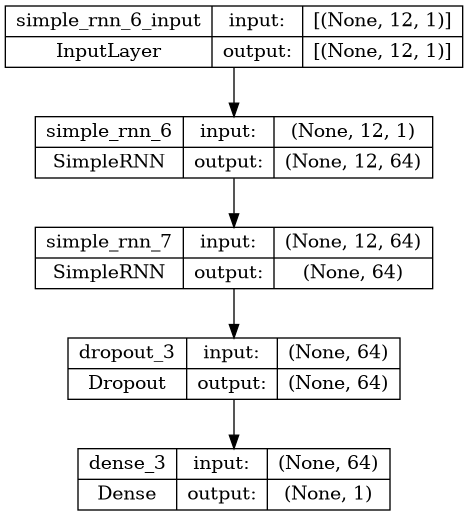 simple_rnn_6_input input: [(None, 12, 1)]
InputLayer output: [(None, 12, 1)]
simple_rnn_6 input: (None, 12, 1)
SimpleRNN output: (None, 12, 64)
simple_rnn_7 input: (None, 12, 64)
SimpleRNN output: (None, 64)
dropout_3 input: (None, 64)
Dropout output: (None, 64)
dense_3 input: (None, 64)
Dense output: (None, 1)